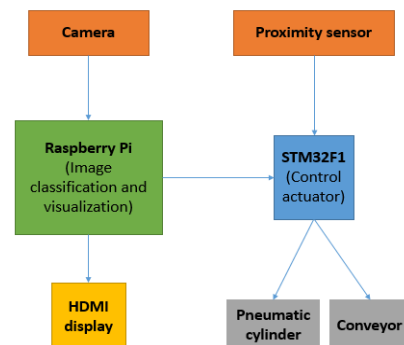 Camera
Proximity sensor
Raspberry Pi
(Image
classification and
visualization)
STM32F1
(Control
actuator)
HDMI
display
Pneumatic
cylinder
Conveyor